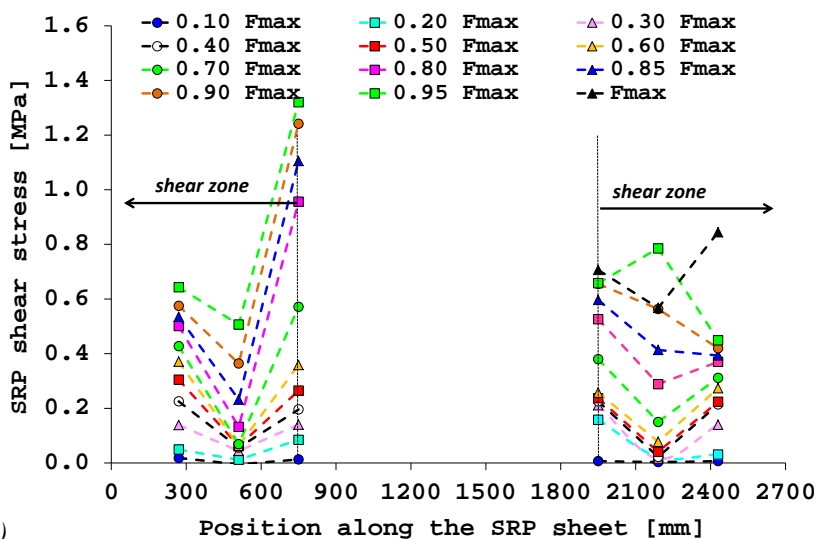 1.6
0.10 Fmax 0.20 Fmax 0.30 Fmax
0.40 Fmax 0.50 Fmax 0.60 Fmax
1.4
0.70 Fmax 0.80 Fmax 0.85 Fmax
0.90 Fmax 0.95 Fmax Fmax
1.2
1.0
shear zone shear zone
0.8
0.6
0.4
0.2
0.0
SRP shear stress [MPa]
0 300 600 900 1200 1500 1800 2100 2400 2700
Position along the SRP sheet [mm]
)